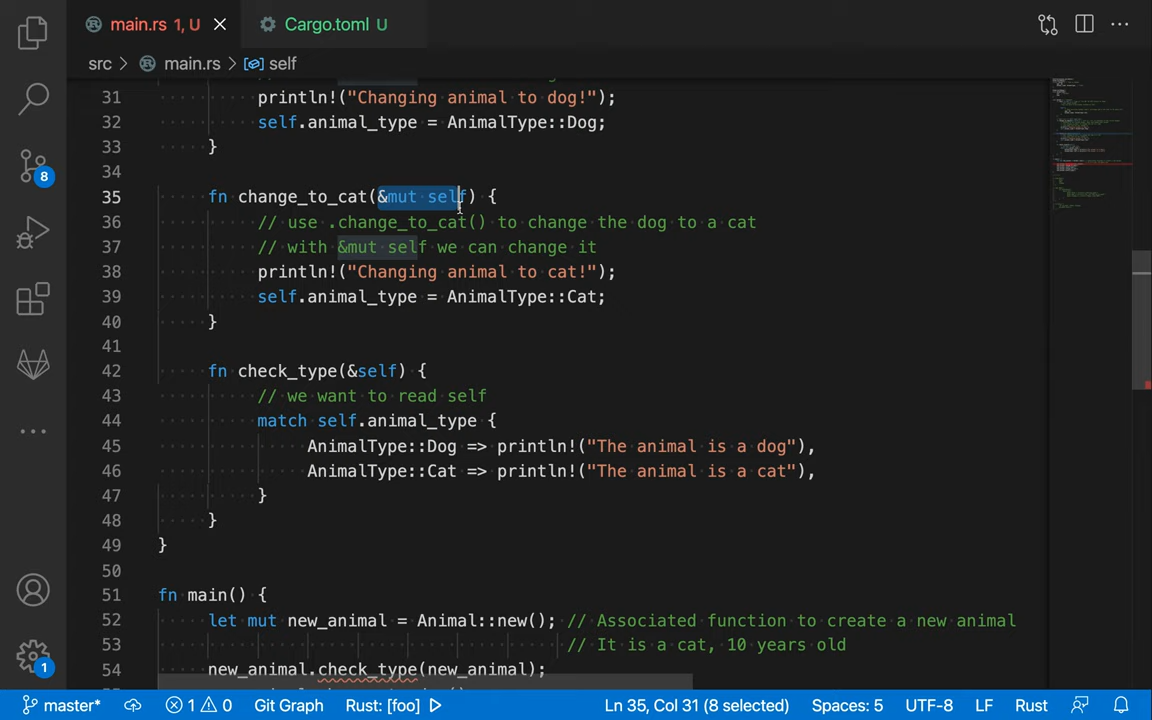 main.rs 1, U
Cargo.toml U
src > main.rs > self
31 println!("Changing animal to dog!");
32 self.animal_type = AnimalType::Dog;
33 }
34
35 fn change_to_cat(&mut self) {
36 // use .change_to_cat() to change the dog to a cat
37 // with &mut self we can change it
38 println!("Changing animal to cat!");
39 self.animal_type = AnimalType::Cat;
40 }
41
42 fn check_type(&self) {
43 // we want to read self
44 match self.animal_type {
45 AnimalType::Dog => println!("The animal is a dog"),
46 AnimalType::Cat => println!("The animal is a cat"),
47 }
48 }
49 }
50
51 fn main() {
52 let mut new_animal = Animal::new(); // Associated function to create a new animal
53 // It is a cat, 10 years old
54 new_animal.check_type(new_animal);
8
1
master* 1 0 Git Graph Rust: [foo] Ln 35, Col 31 (8 selected) Spaces: 5 UTF-8 LF Rust